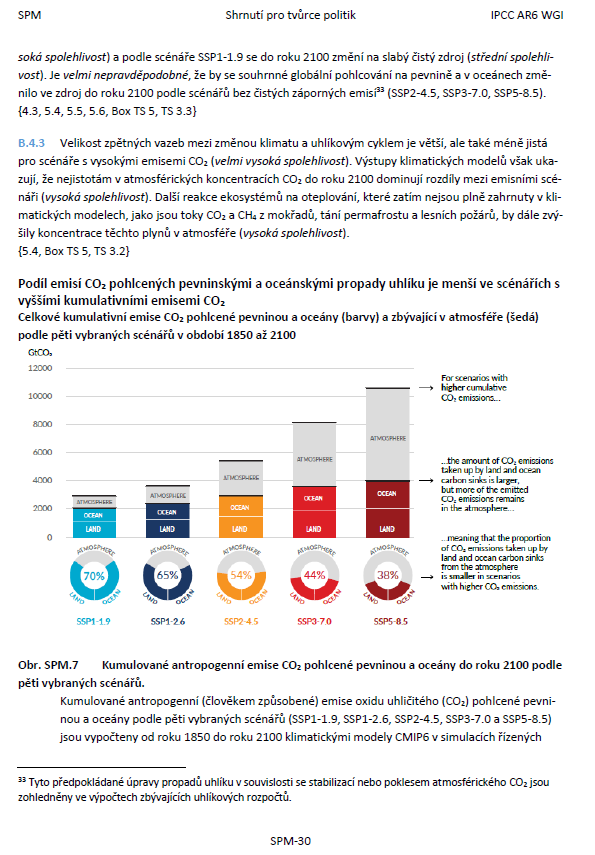 SPM Shrnutí pro tvůrce politik IPCC AR6 WGI
soká spolehlivost) a podle scénáře SSP1-1.9 se do roku 2100 změní na slabý čistý zdroj (střední spolehli-
vost). Je velmi nepravděpodobné, že by se souhrnné globální pohlcování na pevnině a v oceánech změ-
nilo ve zdroj do roku 2100 podle scénářů bez čistých záporných emisí³³ (SSP2-4.5, SSP3-7.0, SSP5-8.5).
{4.3, 5.4, 5.5, 5.6, Box TS 5, TS 3.3}
B.4.3 Velikost zpětných vazeb mezi změnou klimatu a uhlíkovým cyklem je větší, ale také méně jistá
pro scénáře s vysokými emisemi CO₂ (velmi vysoká spolehlivost). Výstupy klimatických modelů však uka-
zují, že nejistotám v atmosférických koncentracích CO₂ do roku 2100 dominují rozdíly mezi emisními scé-
náři (vysoká spolehlivost). Další reakce ekosystémů na oteplování, které zatím nejsou plně zahrnuty v kli-
matických modelech, jako jsou toky CO₂ a CH₄ z mokřadů, tání permafrostu a lesních požárů, by dále zvý-
šily koncentrace těchto plynů v atmosféře (vysoká spolehlivost).
{5.4, Box TS 5, TS 3.2}
Podíl emisí CO₂ pohlcených pevninskými a oceánskými propady uhlíku je menší ve scénářích s
vyššími kumulativními emisemi CO₂
Celkové kumulativní emise CO₂ pohlcené pevninou a oceány (barvy) a zbývající v atmosféře (šedá)
podle pěti vybraných scénářů v období 1850 až 2100
GtCO₂
12000
10000
8000
6000
4000
2000
0
ATMOSPHERE
OCEAN
LAND
ATMOSPHERE
OCEAN
LAND
ATMOSPHERE
OCEAN
LAND
ATMOSPHERE
OCEAN
LAND
ATMOSPHERE
OCEAN
LAND
For scenarios with
higher cumulative
CO₂ emissions...
...the amount of CO₂ emissions
taken up by land and ocean
carbon sinks is larger,
but more of the emitted
CO₂ emissions remains
in the atmosphere...
...meaning that the proportion
of CO₂ emissions taken up by
land and ocean carbon sinks
from the atmosphere
is smaller in scenarios
with higher CO₂ emissions.
ATMOSPHERE 70% LAND OCEAN
ATMOSPHERE 65% LAND OCEAN
ATMOSPHERE 54% LAND OCEAN
ATMOSPHERE 44% LAND OCEAN
ATMOSPHERE 38% LAND OCEAN
SSP1-1.9 SSP1-2.6 SSP2-4.5 SSP3-7.0 SSP5-8.5
Obr. SPM.7 Kumulované antropogenní emise CO₂ pohlcené pevninou a oceány do roku 2100 podle
pěti vybraných scénářů.
Kumulované antropogenní (člověkem způsobené) emise oxidu uhličitého (CO₂) pohlcené pevni-
nou a oceány podle pěti vybraných scénářů (SSP1-1.9, SSP1-2.6, SSP2-4.5, SSP3-7.0 a SSP5-8.5)
jsou vypočteny od roku 1850 do roku 2100 klimatickými modely CMIP6 v simulacích řízených
³³ Tyto předpokládané úpravy propadů uhlíku v souvislosti se stabilizací nebo poklesem atmosférického CO₂ jsou
zohledněny ve výpočtech zbývajících uhlíkových rozpočtů.
SPM-30